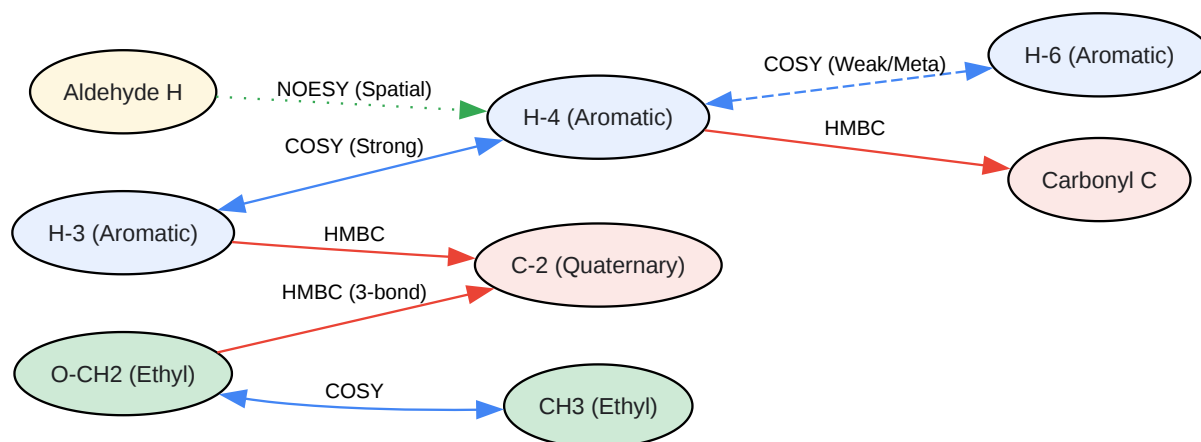 Aldehyde H
NOESY (Spatial)
H-4 (Aromatic)
COSY (Weak/Meta)
H-6 (Aromatic)
COSY (Strong)
HMBC
Carbonyl C
H-3 (Aromatic)
HMBC
C-2 (Quaternary)
HMBC (3-bond)
O-CH2 (Ethyl)
COSY
CH3 (Ethyl)